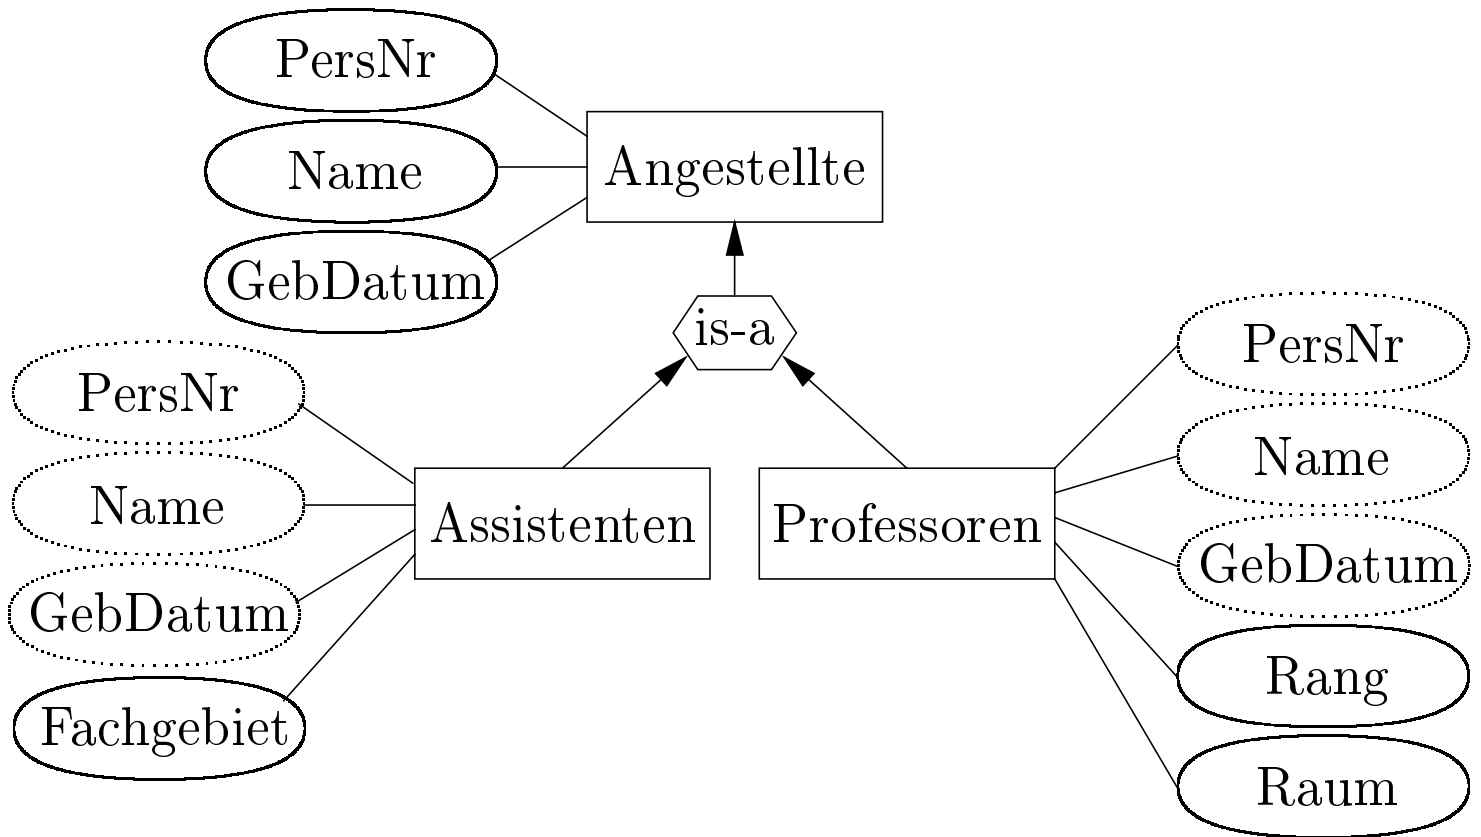 PersNr
Name
Angestellte
GebDatum
is-a
PersNr
Name
GebDatum
Fachgebiet
Assistenten
Professoren
PersNr
Name
GebDatum
Rang
Raum